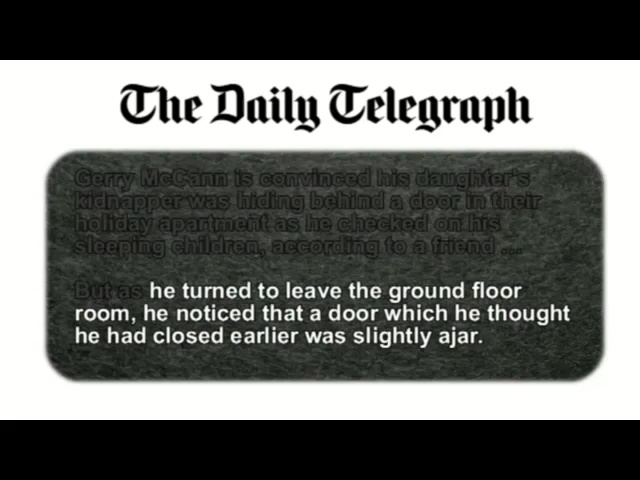 The Daily Telegraph
Gerry McCann is convinced his daughter's
kidnapper was hiding behind a door in their
holiday apartment as he checked on his
sleeping children, according to a friend ...
But as he turned to leave the ground floor
room, he noticed that a door which he thought
he had closed earlier was slightly ajar.